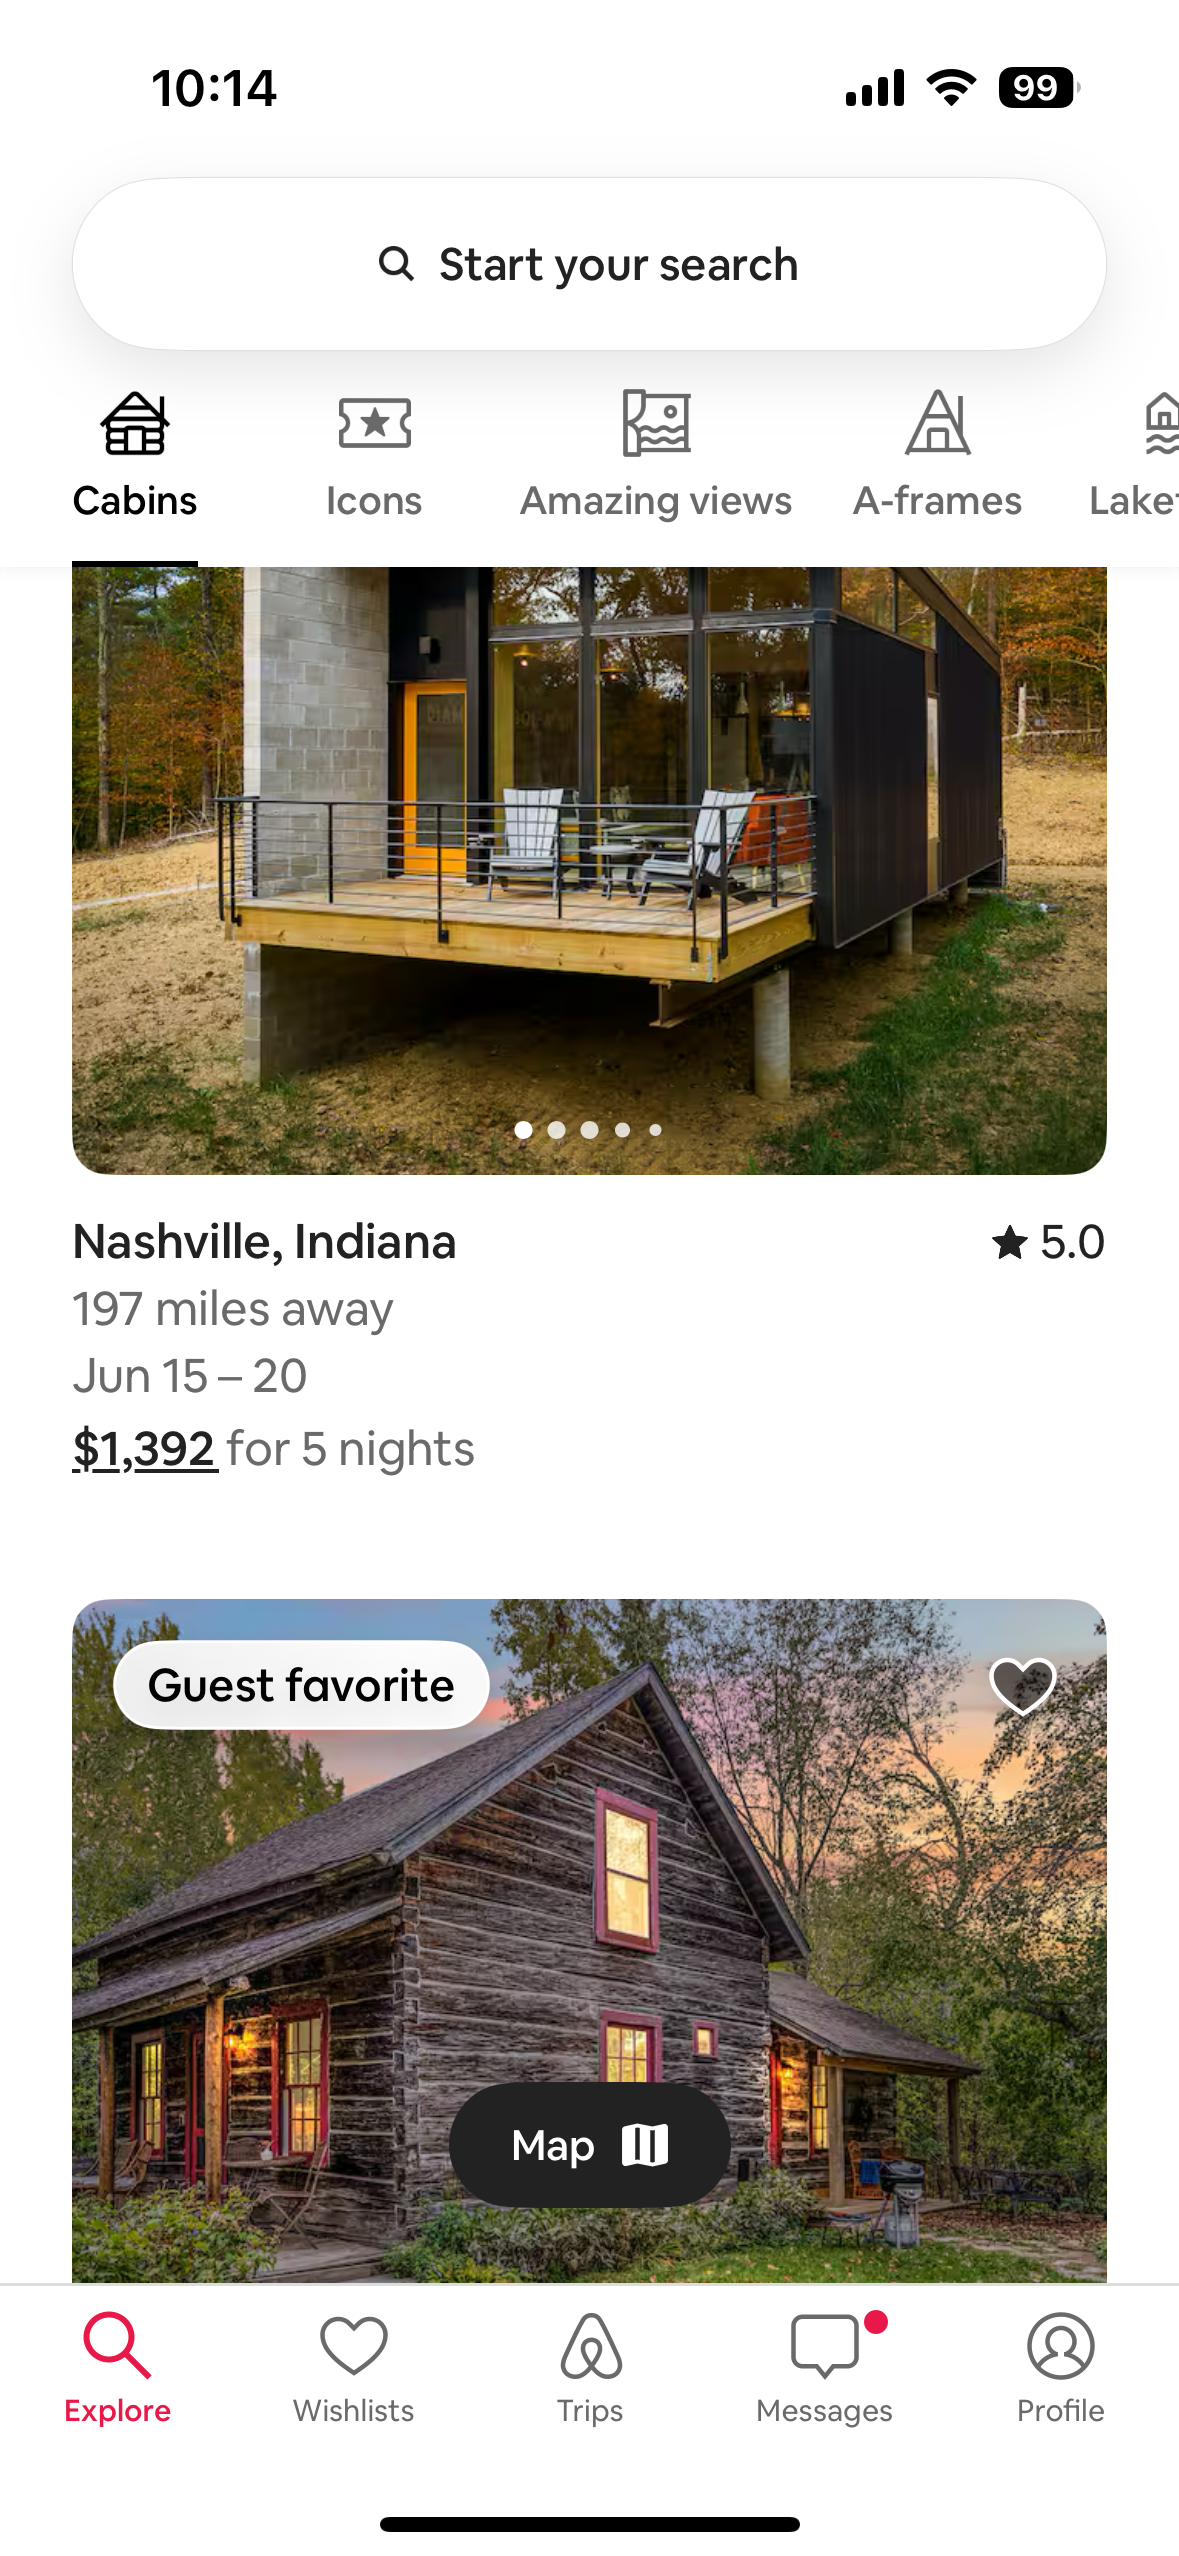 10:14
99
Start your search
Cabins
Icons
Amazing views
A-frames
Nashville, Indiana
5.0
197 miles away
Jun 15 – 20
$1,392 for 5 nights
Guest favorite
Map
Explore
Wishlists
Trips
Messages
Profile